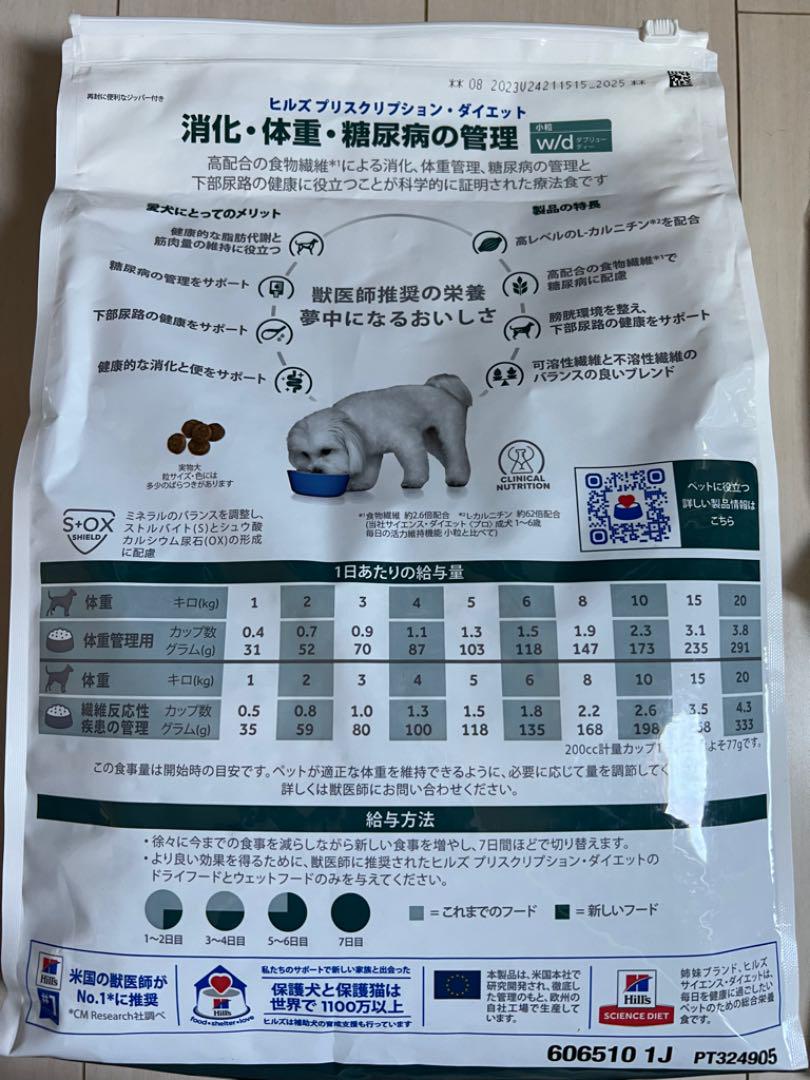 ** 08 2023V24211515_2025 **
再封に便利なジッパー付き
ヒルズ プリスクリプション・ダイエット
消化・体重・糖尿病の管理
小粒
w/d ダブリュー ディー
高配合の食物繊維*¹による消化、体重管理、糖尿病の管理と
下部尿路の健康に役立つことが科学的に証明された療法食です
愛犬にとってのメリット
健康的な脂肪代謝と
筋肉量の維持に役立つ
糖尿病の管理をサポート
下部尿路の健康をサポート
健康的な消化と便をサポート
獣医師推奨の栄養
夢中になるおいしさ
製品の特長
高レベルのL-カルニチン*²を配合
高配合の食物繊維*¹で
糖尿病に配慮
膀胱環境を整え、
下部尿路の健康をサポート
可溶性繊維と不溶性繊維の
バランスの良いブレンド
実物大
粒サイズ・色には
多少のばらつきがあります
CLINICAL
NUTRITION
S+OX
SHIELD
ミネラルのバランスを調整し、
ストルバイト(S)とシュウ酸
カルシウム尿石(OX)の形成
に配慮
*¹食物繊維 約2.6倍配合 *²L-カルニチン 約62倍配合
(当社サイエンス・ダイエット〈プロ〉成犬 1〜6歳
毎日の活力維持機能 小粒と比べて)
ペットに役立つ
詳しい製品情報は
こちら
1日あたりの給与量
体重 キロ(kg) 1 2 3 4 5 6 8 10 15 20
体重管理用 カップ数 0.4 0.7 0.9 1.1 1.3 1.5 1.9 2.3 3.1 3.8
グラム(g) 31 52 70 87 103 118 147 173 235 291
体重 キロ(kg) 1 2 3 4 5 6 8 10 15 20
繊維反応性 カップ数 0.5 0.8 1.0 1.3 1.5 1.8 2.2 2.6 3.5 4.3
疾患の管理 グラム(g) 35 59 80 100 118 135 168 198 333
200cc計量カップ1 よそ77gです。
この食事量は開始時の目安です。ペットが適正な体重を維持できるように、必要に応じて量を調節してく
詳しくは獣医師にお問い合わせください。
給与方法
・徐々に今までの食事を減らしながら新しい食事を増やし、7日間ほどで切り替えます。
・より良い効果を得るために、獣医師に推奨されたヒルズ プリスクリプション・ダイエットの
ドライフードとウェットフードのみを与えてください。
1〜2日目 3〜4日目 5〜6日目 7日目
=これまでのフード =新しいフード
Hill's
#1
米国の獣医師が
No.1*に推奨
*CM Research社調べ
Hill's
food•shelter•love
私たちのサポートで新しい家族と出会った
保護犬と保護猫は
世界で 1100万以上
ヒルズは補助犬の育成支援も行っています
本製品は、米国本社で
研究開発され、徹底し
た管理のもと、欧州の
自社工場で生産して
います。
Hill's
SCIENCE DIET
姉妹ブランド、ヒルズ
サイエンス・ダイエットは、
毎日を健康に過ごしたい
ペットのための総合栄養
食です。
606510 1J PT324905